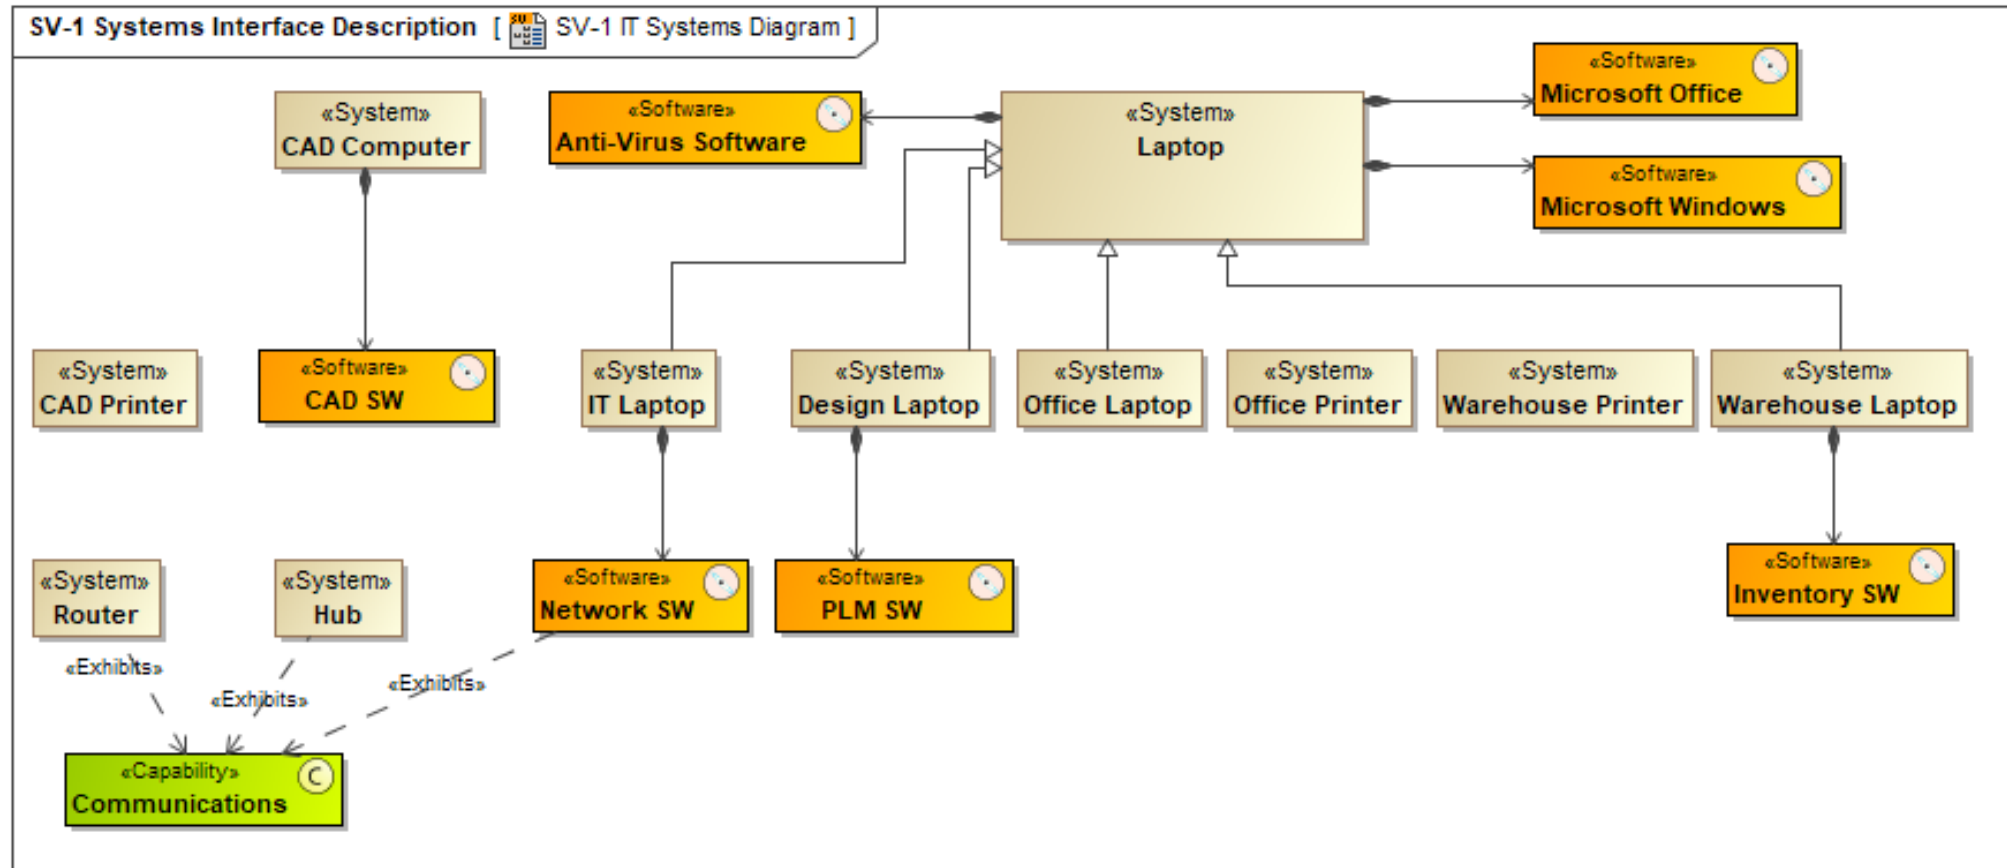 SV-1 Systems Interface Description [ SV-1 IT Systems Diagram ]
«System»
CAD Computer
«Software»
Anti-Virus Software
«System»
Laptop
«Software»
Microsoft Office
«Software»
Microsoft Windows
«System»
CAD Printer
«Software»
CAD SW
«System»
IT Laptop
«System»
Design Laptop
«System»
Office Laptop
«System»
Office Printer
«System»
Warehouse Printer
«System»
Warehouse Laptop
«System»
Router
«System»
Hub
«Software»
Network SW
«Software»
PLM SW
«Software»
Inventory SW
«Exhibits»
«Exhibits»
«Exhibits»
«Capability»
C
Communications